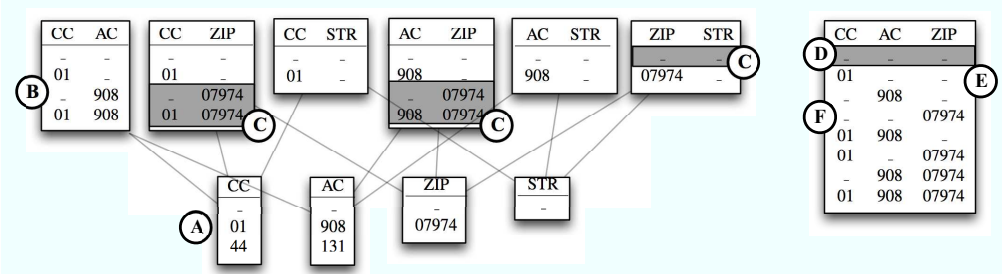 CC AC
_ _
01 _
_ 908
01 908
B
CC ZIP
_ _
01 _
_ 07974
01 07974
C
CC STR
_ _
01 _
AC ZIP
_ _
908 _
_ 07974
908 07974
C
AC STR
_ _
908 _
ZIP STR
_ _
07974 _
C
CC
_
01
44
A
AC
_
908
131
ZIP
_
07974
STR
_
CC AC ZIP
_ _ _
01 _ _
_ 908 _
_ _ 07974
01 908 _
01 _ 07974
_ 908 07974
01 908 07974
D
E
F